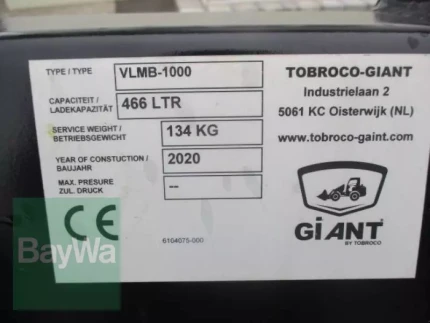 TYPE / TYPE
VLMB-1000
CAPACITEIT /
LADEKAPAZITÄT
466 LTR
SERVICE WEIGHT /
BETRIEBSGEWICHT
134 KG
YEAR OF CONSTUCTION /
BAUJAHR
2020
MAX. PRESURE
ZUL. DRUCK
--
CE
6104075-000
TOBROCO-GIANT
Industrielaan 2
5061 KC Oisterwijk (NL)
www.tobroco-gaint.com
GiANT
BY TOBROCO
BayWa